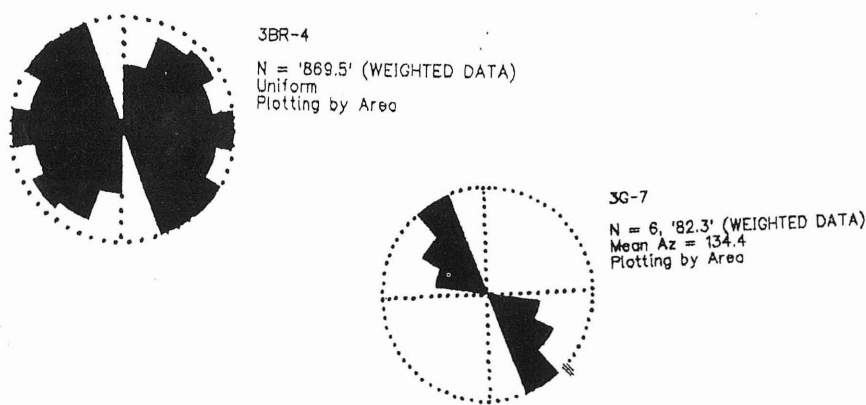 3BR-4
N = '869.5' (WEIGHTED DATA)
Uniform
Plotting by Area
3G-7
N = 6, '82.3' (WEIGHTED DATA)
Mean Az = 134.4
Plotting by Area